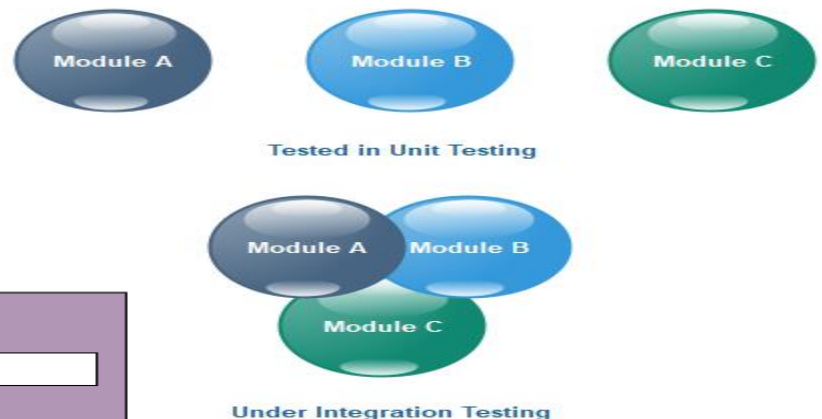 Module A Module B Module C
Tested in Unit Testing
Module A Module B
Module C
Under Integration Testing